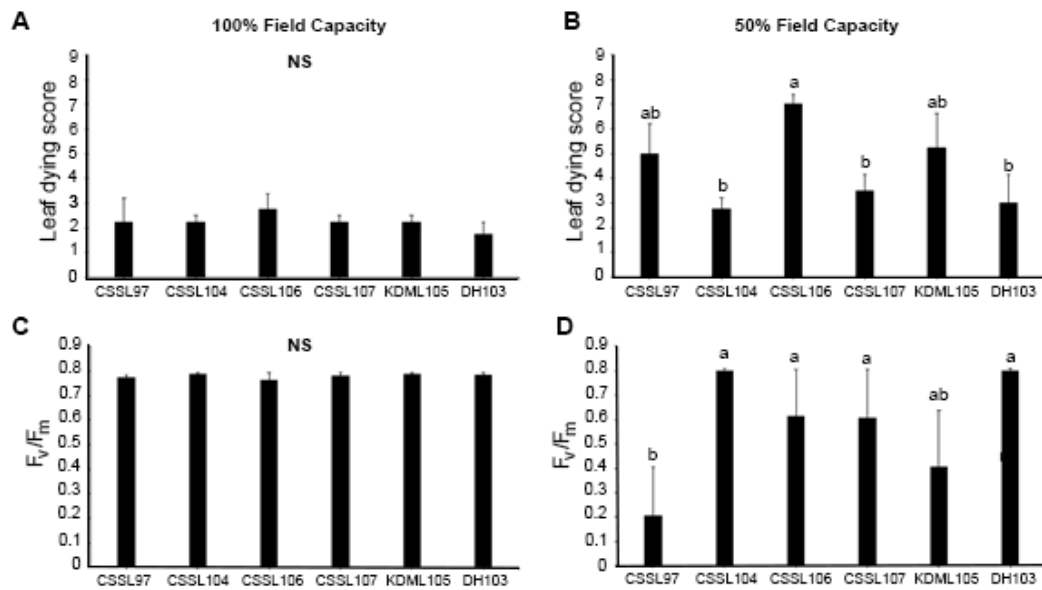 A
100% Field Capacity
NS
Leaf dying score
9
8
7
6
5
4
3
2
1
0
CSSL97 CSSL104 CSSL106 CSSL107 KDML105 DH103
B
50% Field Capacity
Leaf dying score
9
8
7
6
5
4
3
2
1
0
ab b a b ab b
CSSL97 CSSL104 CSSL106 CSSL107 KDML105 DH103
C
NS
Fv/Fm
0.9
0.8
0.7
0.6
0.5
0.4
0.3
0.2
0.1
0
CSSL97 CSSL104 CSSL106 CSSL107 KDML105 DH103
D
Fv/Fm
0.9
0.8
0.7
0.6
0.5
0.4
0.3
0.2
0.1
0
b a a a ab a
CSSL97 CSSL104 CSSL106 CSSL107 KDML105 DH103